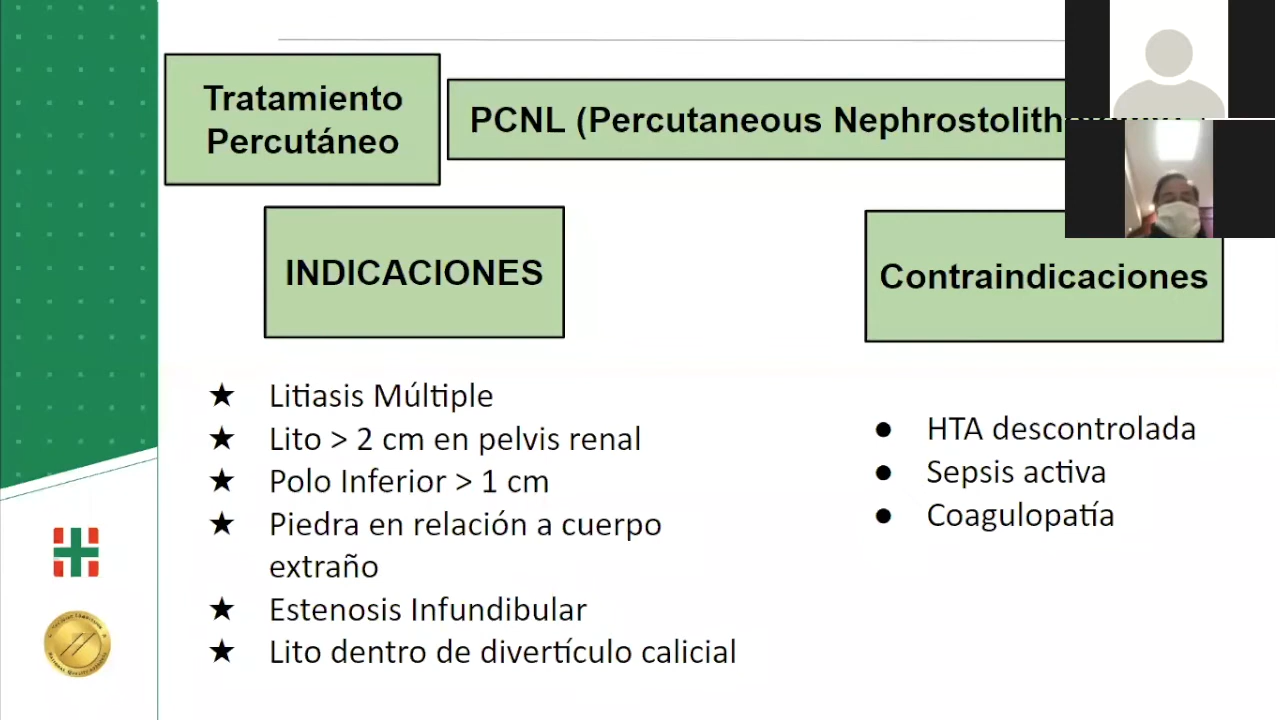 Tratamiento
Percutáneo
PCNL (Percutaneous
INDICACIONES
Contraindicaciones
★ Litiasis Múltiple
★ Lito > 2 cm en pelvis renal
★ Polo Inferior > 1 cm
★ Piedra en relación a cuerpo
extraño
★ Estenosis Infundibular
★ Lito dentro de divertículo calicial
● HTA descontrolada
● Sepsis activa
● Coagulopatía